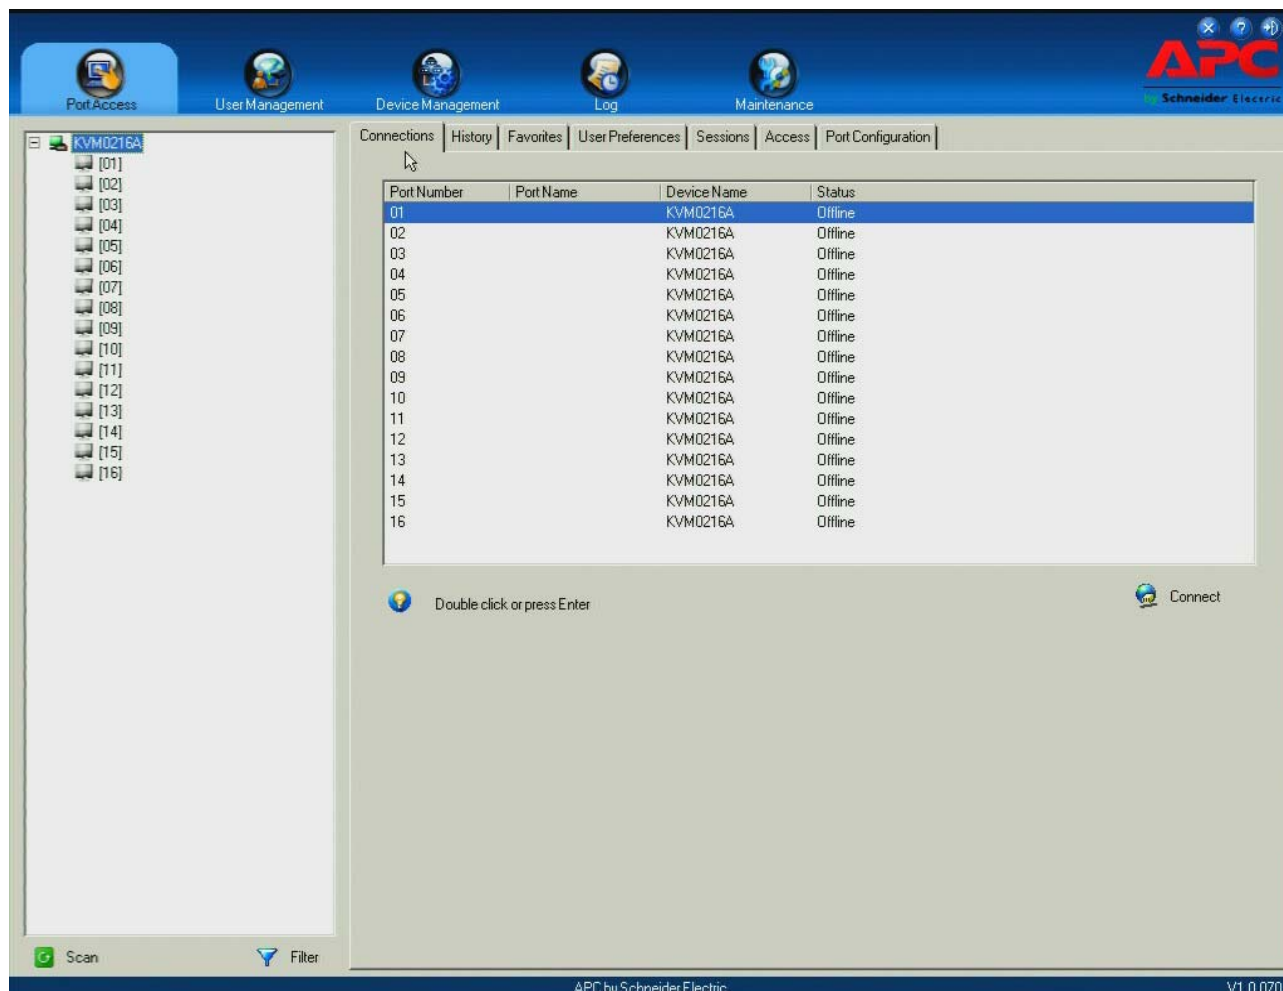 APC
by Schneider Electric
Port Access User Management Device Management Log Maintenance
Connections History Favorites User Preferences Sessions Access Port Configuration
KVM0216A
[01]
[02]
[03]
[04]
[05]
[06]
[07]
[08]
[09]
[10]
[11]
[12]
[13]
[14]
[15]
[16]
Port Number Port Name Device Name Status
01 KVM0216A Offline
02 KVM0216A Offline
03 KVM0216A Offline
04 KVM0216A Offline
05 KVM0216A Offline
06 KVM0216A Offline
07 KVM0216A Offline
08 KVM0216A Offline
09 KVM0216A Offline
10 KVM0216A Offline
11 KVM0216A Offline
12 KVM0216A Offline
13 KVM0216A Offline
14 KVM0216A Offline
15 KVM0216A Offline
16 KVM0216A Offline
Double click or press Enter
Connect
Scan Filter
APC by Schneider Electric
V1.0.070